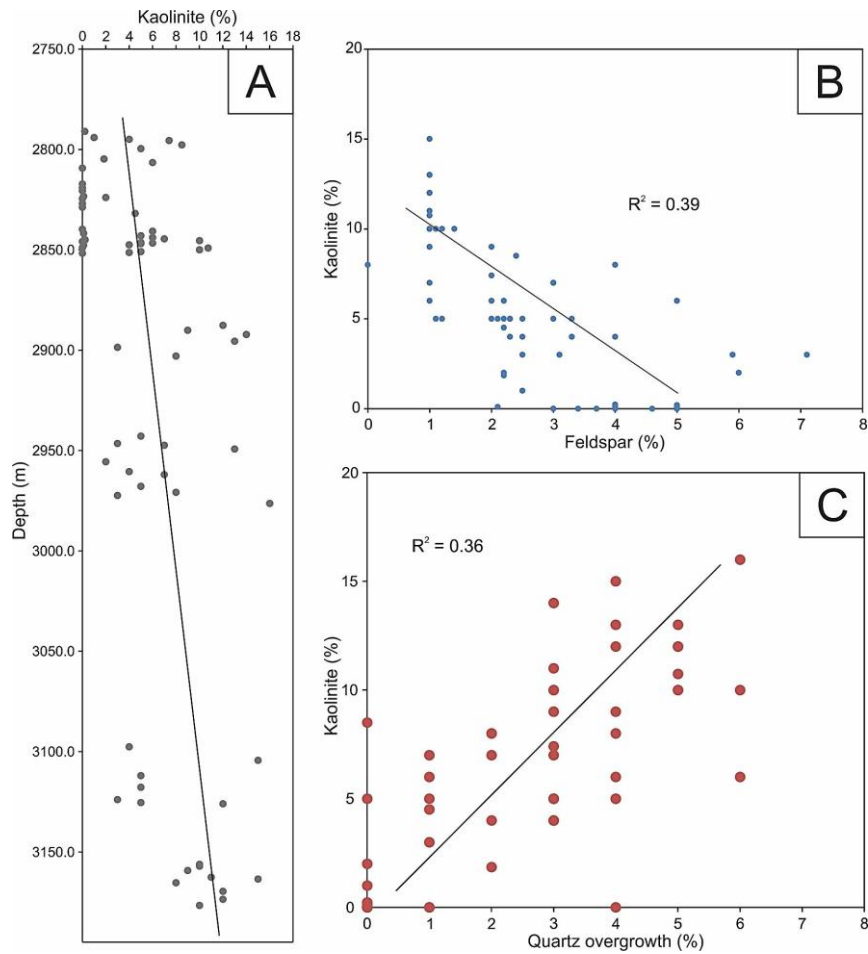 Kaolinite (%)
0 2 4 6 8 10 12 14 16 18
2750.0
2800.0
2850.0
2900.0
2950.0
3000.0
3050.0
3100.0
3150.0
Depth (m)
A
20
15
10
5
0
Kaolinite (%)
B
R² = 0.39
0 1 2 3 4 5 6 7 8
Feldspar (%)
20
15
10
5
0
Kaolinite (%)
C
R² = 0.36
0 1 2 3 4 5 6 7 8
Quartz overgrowth (%)